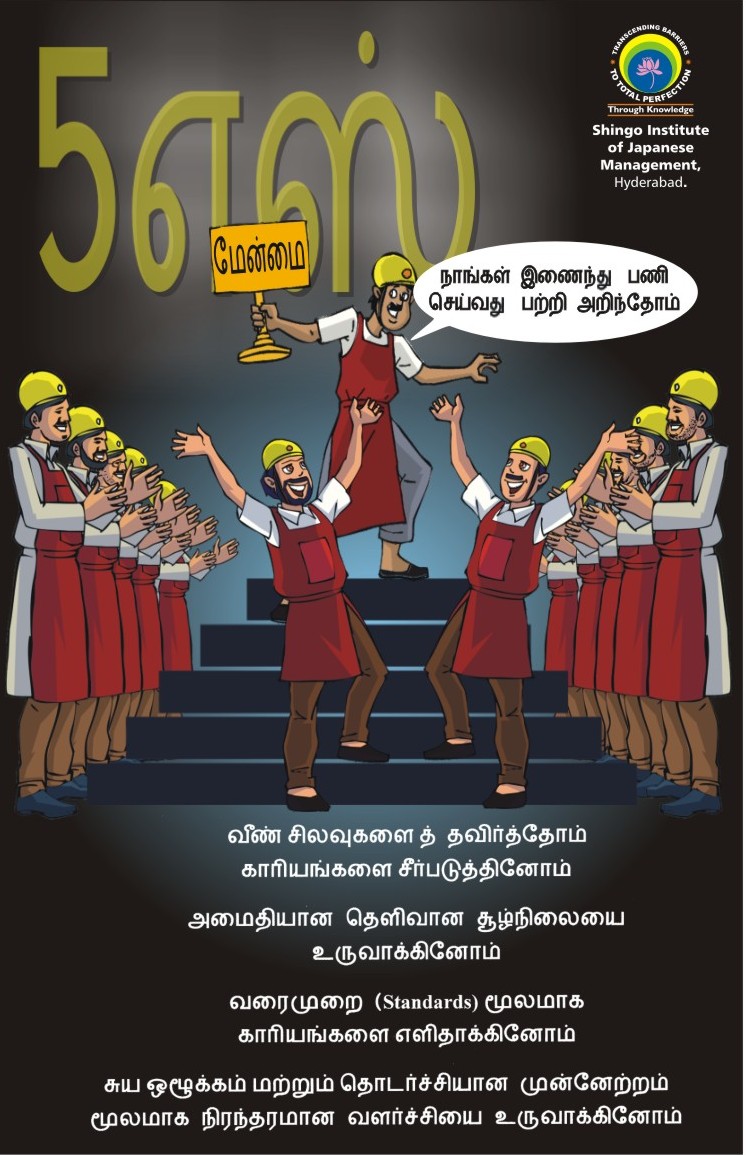 5எஸ்
TRANSCENDING BARRIERS
TO TOTAL PERFECTION
Through Knowledge
Shingo Institute
of Japanese
Management,
Hyderabad.
மேன்மை
நாங்கள் இணைந்து பணி
செய்வது பற்றி அறிந்தோம்
வீண் சிலவுகளை த் தவிர்த்தோம்
காரியங்களை சீர்படுத்தினோம்
அமைதியான தெளிவான சூழ்நிலையை
உருவாக்கினோம்
வரைமுறை (Standards) மூலமாக
காரியங்களை எளிதாக்கினோம்
சுய ஒழூக்கம் மற்றும் தொடர்ச்சியான முன்னேற்றம்
மூலமாக நிரந்தரமான வளர்ச்சியை உருவாக்கினோம்